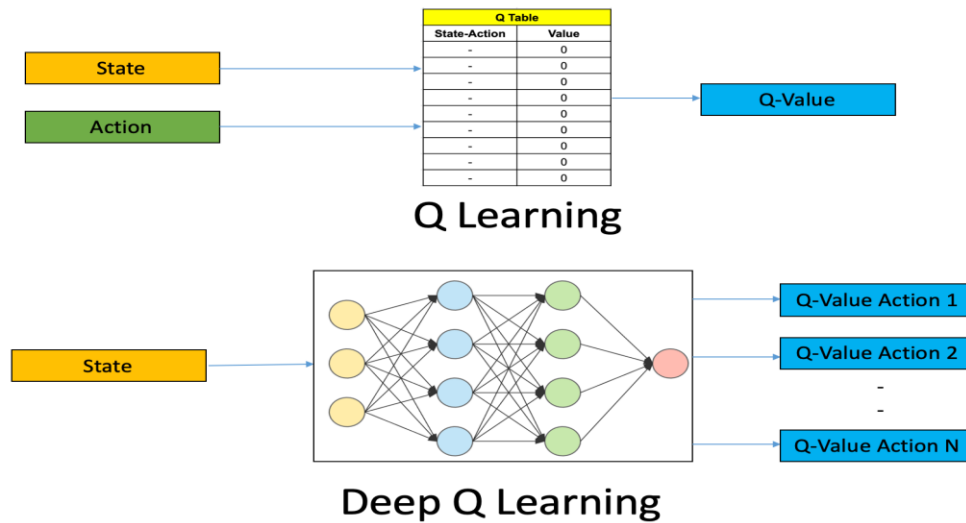 Q Table
State-Action Value
- 0
- 0
- 0
- 0
- 0
- 0
- 0
- 0
- 0
State
Action
Q-Value
Q Learning
State
Q-Value Action 1
Q-Value Action 2
-
-
Q-Value Action N
Deep Q Learning